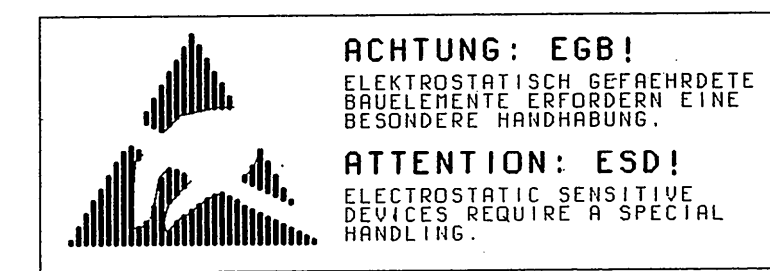 ACHTUNG: EGB!
ELEKTROSTATISCH GEFAEHRDETE
BAUELEMENTE ERFORDERN EINE
BESONDERE HANDHABUNG.
ATTENTION: ESD!
ELECTROSTATIC SENSITIVE
DEVICES REQUIRE A SPECIAL
HANDLING.